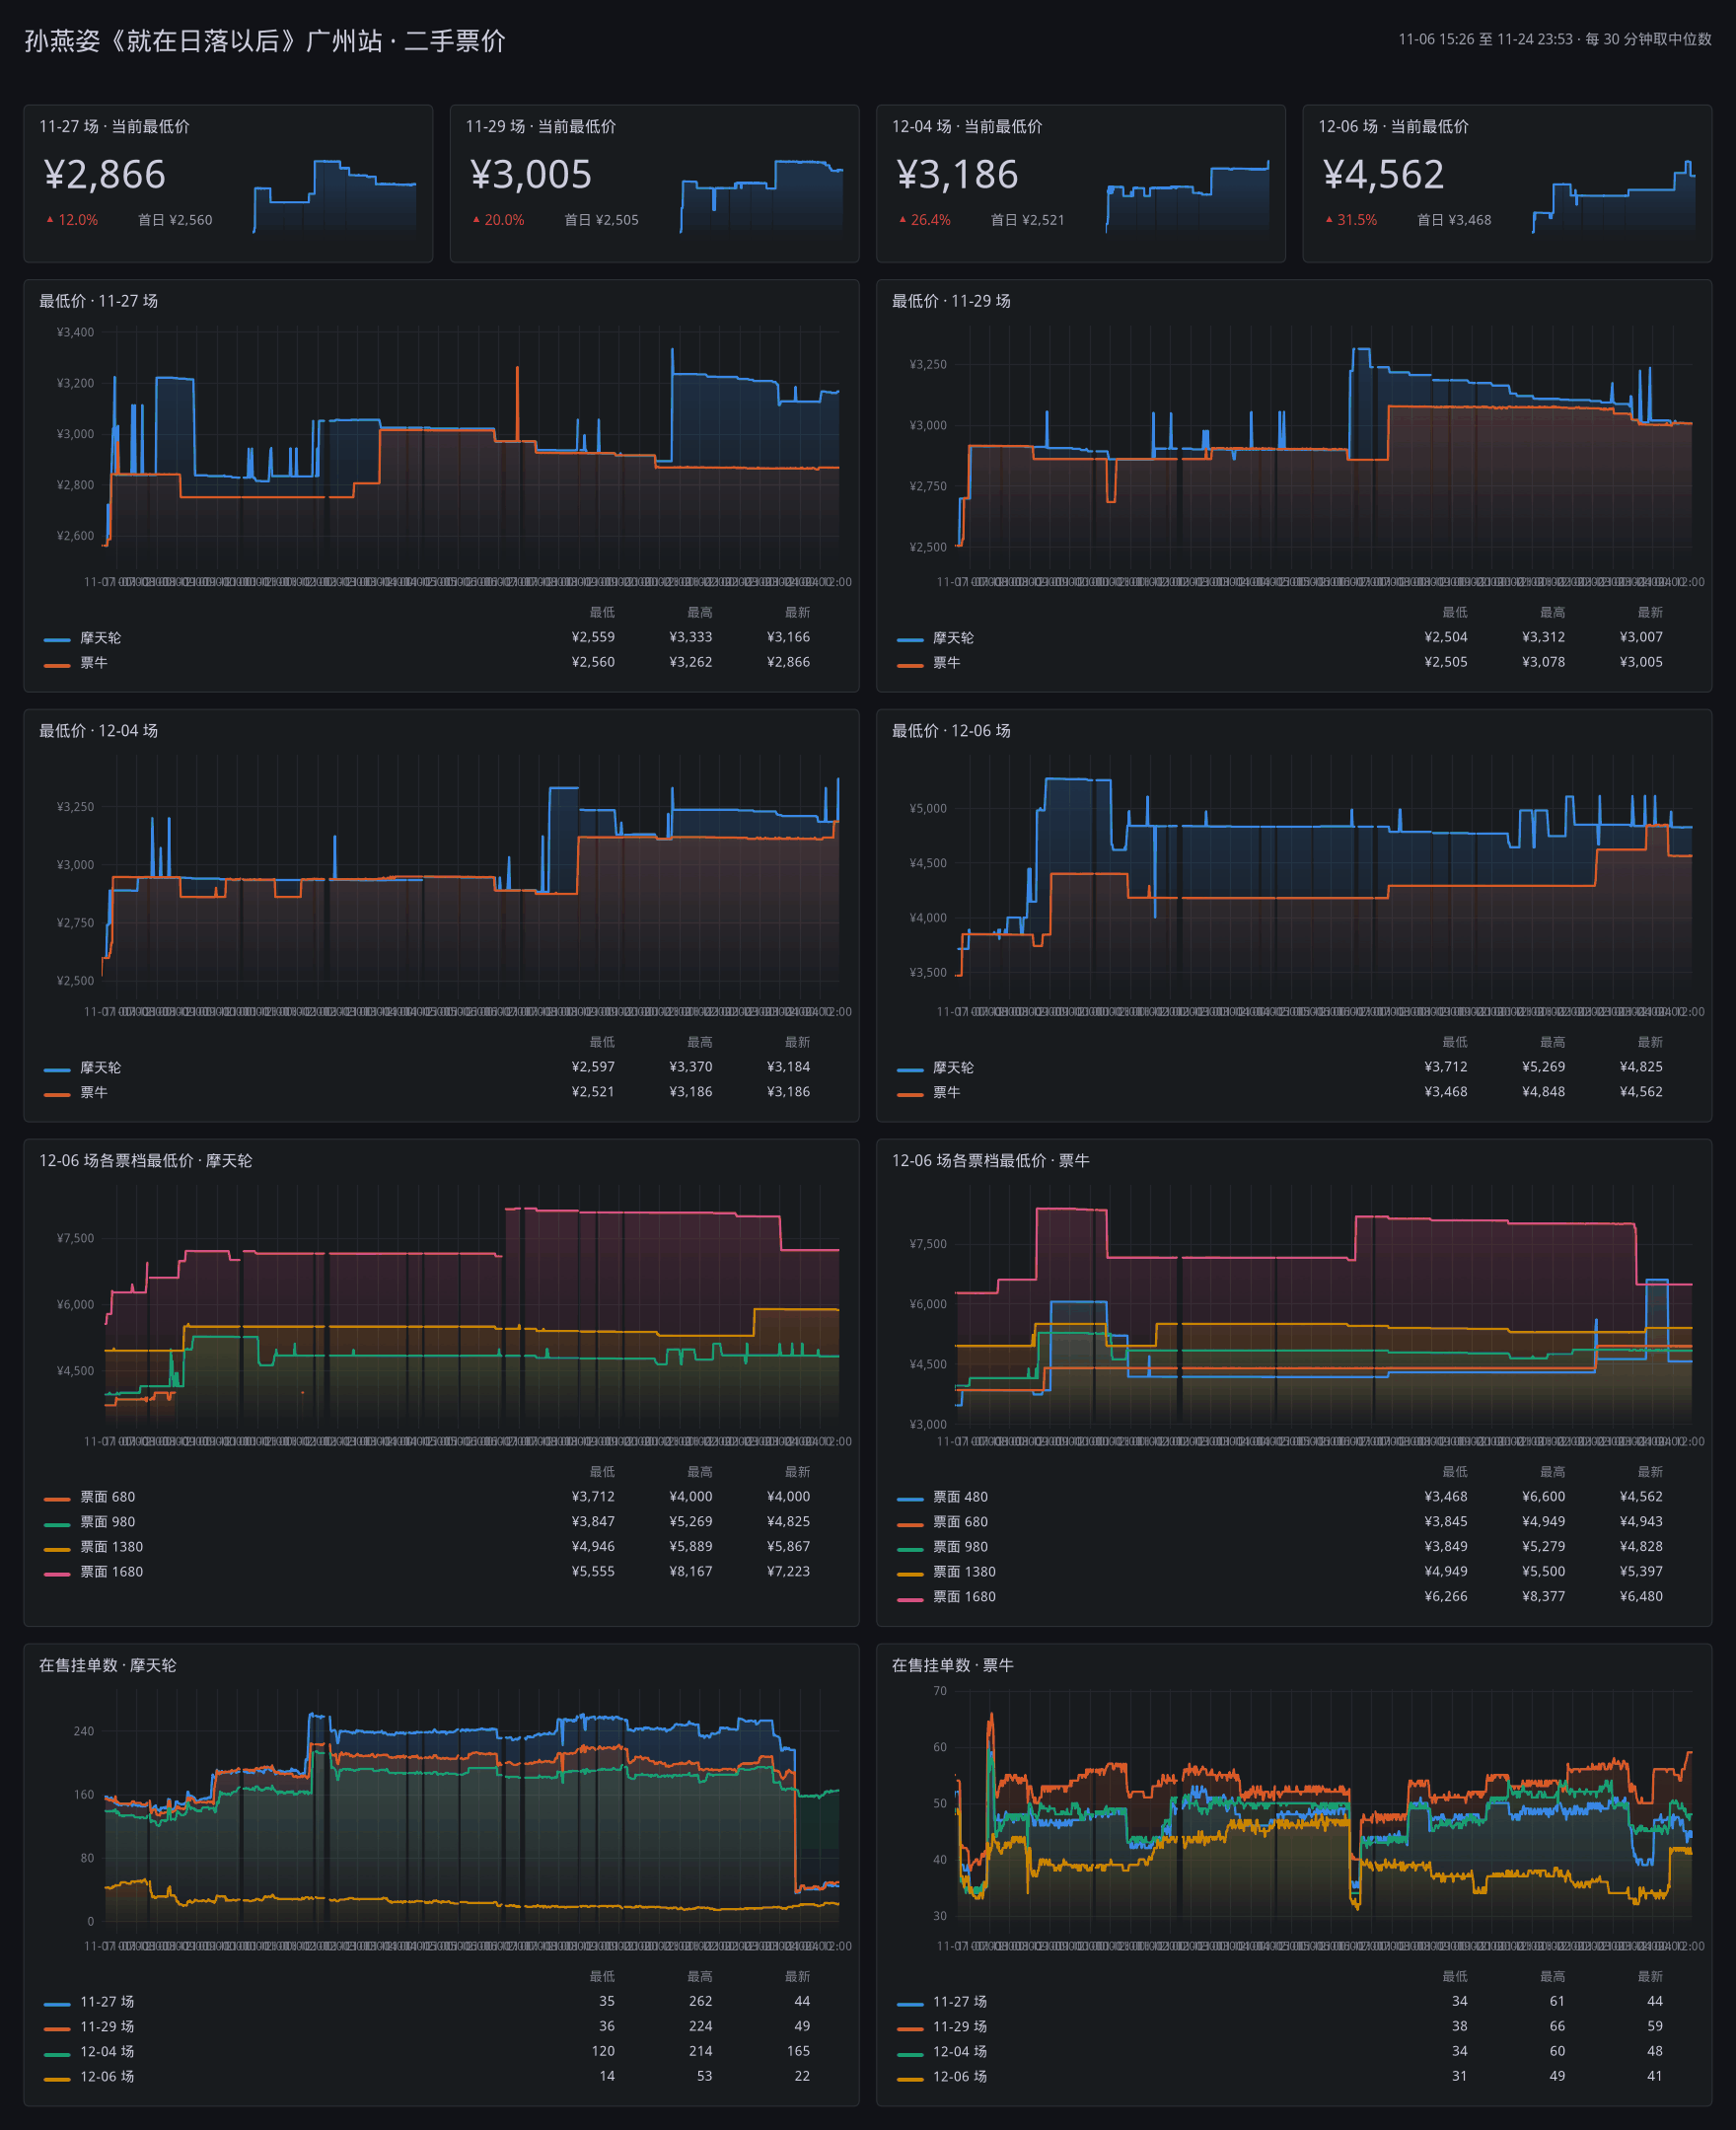 孙燕姿《就在日落以后》广州站 · 二手票价
11-06 15:26 至 11-24 23:53 · 每 30 分钟取中位数
11-27 场 · 当前最低价
¥2,866
▲ 12.0% 首日 ¥2,560
11-29 场 · 当前最低价
¥3,005
▲ 20.0% 首日 ¥2,505
12-04 场 · 当前最低价
¥3,186
▲ 26.4% 首日 ¥2,521
12-06 场 · 当前最低价
¥4,562
▲ 31.5% 首日 ¥3,468
最低价 · 11-27 场
¥3,400
¥3,200
¥3,000
¥2,800
¥2,600
最低 最高 最新
摩天轮 ¥2,559 ¥3,333 ¥3,166
票牛 ¥2,560 ¥3,262 ¥2,866
最低价 · 11-29 场
¥3,250
¥3,000
¥2,750
¥2,500
最低 最高 最新
摩天轮 ¥2,504 ¥3,312 ¥3,007
票牛 ¥2,505 ¥3,078 ¥3,005
最低价 · 12-04 场
¥3,250
¥3,000
¥2,750
¥2,500
最低 最高 最新
摩天轮 ¥2,597 ¥3,370 ¥3,184
票牛 ¥2,521 ¥3,186 ¥3,186
最低价 · 12-06 场
¥5,000
¥4,500
¥4,000
¥3,500
最低 最高 最新
摩天轮 ¥3,712 ¥5,269 ¥4,825
票牛 ¥3,468 ¥4,848 ¥4,562
12-06 场各票档最低价 · 摩天轮
¥7,500
¥6,000
¥4,500
最低 最高 最新
票面 680 ¥3,712 ¥4,000 ¥4,000
票面 980 ¥3,847 ¥5,269 ¥4,825
票面 1380 ¥4,946 ¥5,889 ¥5,867
票面 1680 ¥5,555 ¥8,167 ¥7,223
12-06 场各票档最低价 · 票牛
¥7,500
¥6,000
¥4,500
¥3,000
最低 最高 最新
票面 480 ¥3,468 ¥6,600 ¥4,562
票面 680 ¥3,845 ¥4,949 ¥4,943
票面 980 ¥3,849 ¥5,279 ¥4,828
票面 1380 ¥4,949 ¥5,500 ¥5,397
票面 1680 ¥6,266 ¥8,377 ¥6,480
在售挂单数 · 摩天轮
240
160
80
0
最低 最高 最新
11-27 场 35 262 44
11-29 场 36 224 49
12-04 场 120 214 165
12-06 场 14 53 22
在售挂单数 · 票牛
70
60
50
40
30
最低 最高 最新
11-27 场 34 61 44
11-29 场 38 66 59
12-04 场 34 60 48
12-06 场 31 49 41